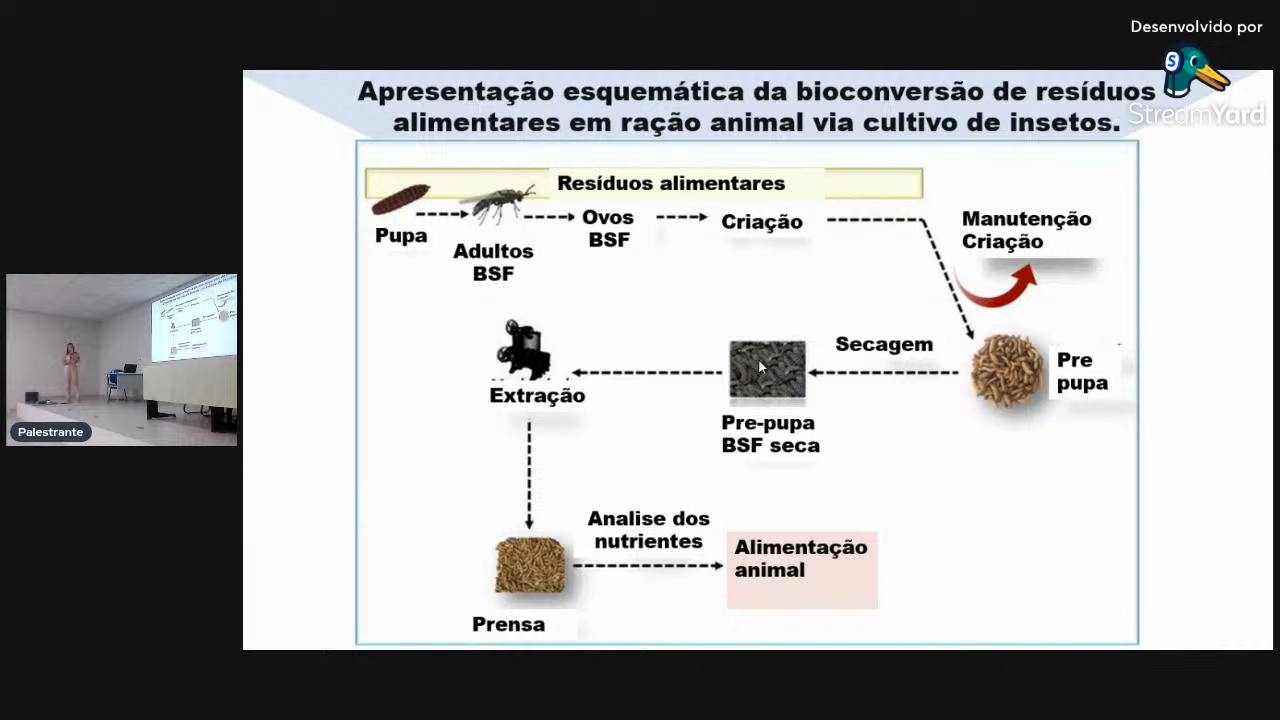 Desenvolvido por
StreamYard
Apresentação esquemática da bioconversão de resíduos
alimentares em ração animal via cultivo de insetos.
Resíduos alimentares
Pupa
Adultos
BSF
Ovos
BSF
Criação
Manutenção
Criação
Secagem
Pre
pupa
Pre-pupa
BSF seca
Extração
Analise dos
nutrientes
Alimentação
animal
Prensa
Palestrante